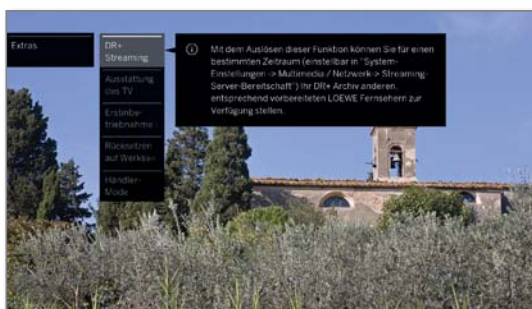 Extras
DR+
Streaming
Ausstattung
des TV
Erstinbe-
triebnahme
Rücksetzen
auf Werksei-
Händler-
Mode
Mit dem Auslösen dieser Funktion können Sie für einen
bestimmten Zeitraum (einstellbar in "System-
Einstellungen -> Multimedia / Netzwerk-> Streaming-
Server-Bereitschaft") Ihr DR+ Archiv anderen,
entsprechend vorbereiteten LOEWE Fernsehern zur
Verfügung stellen.